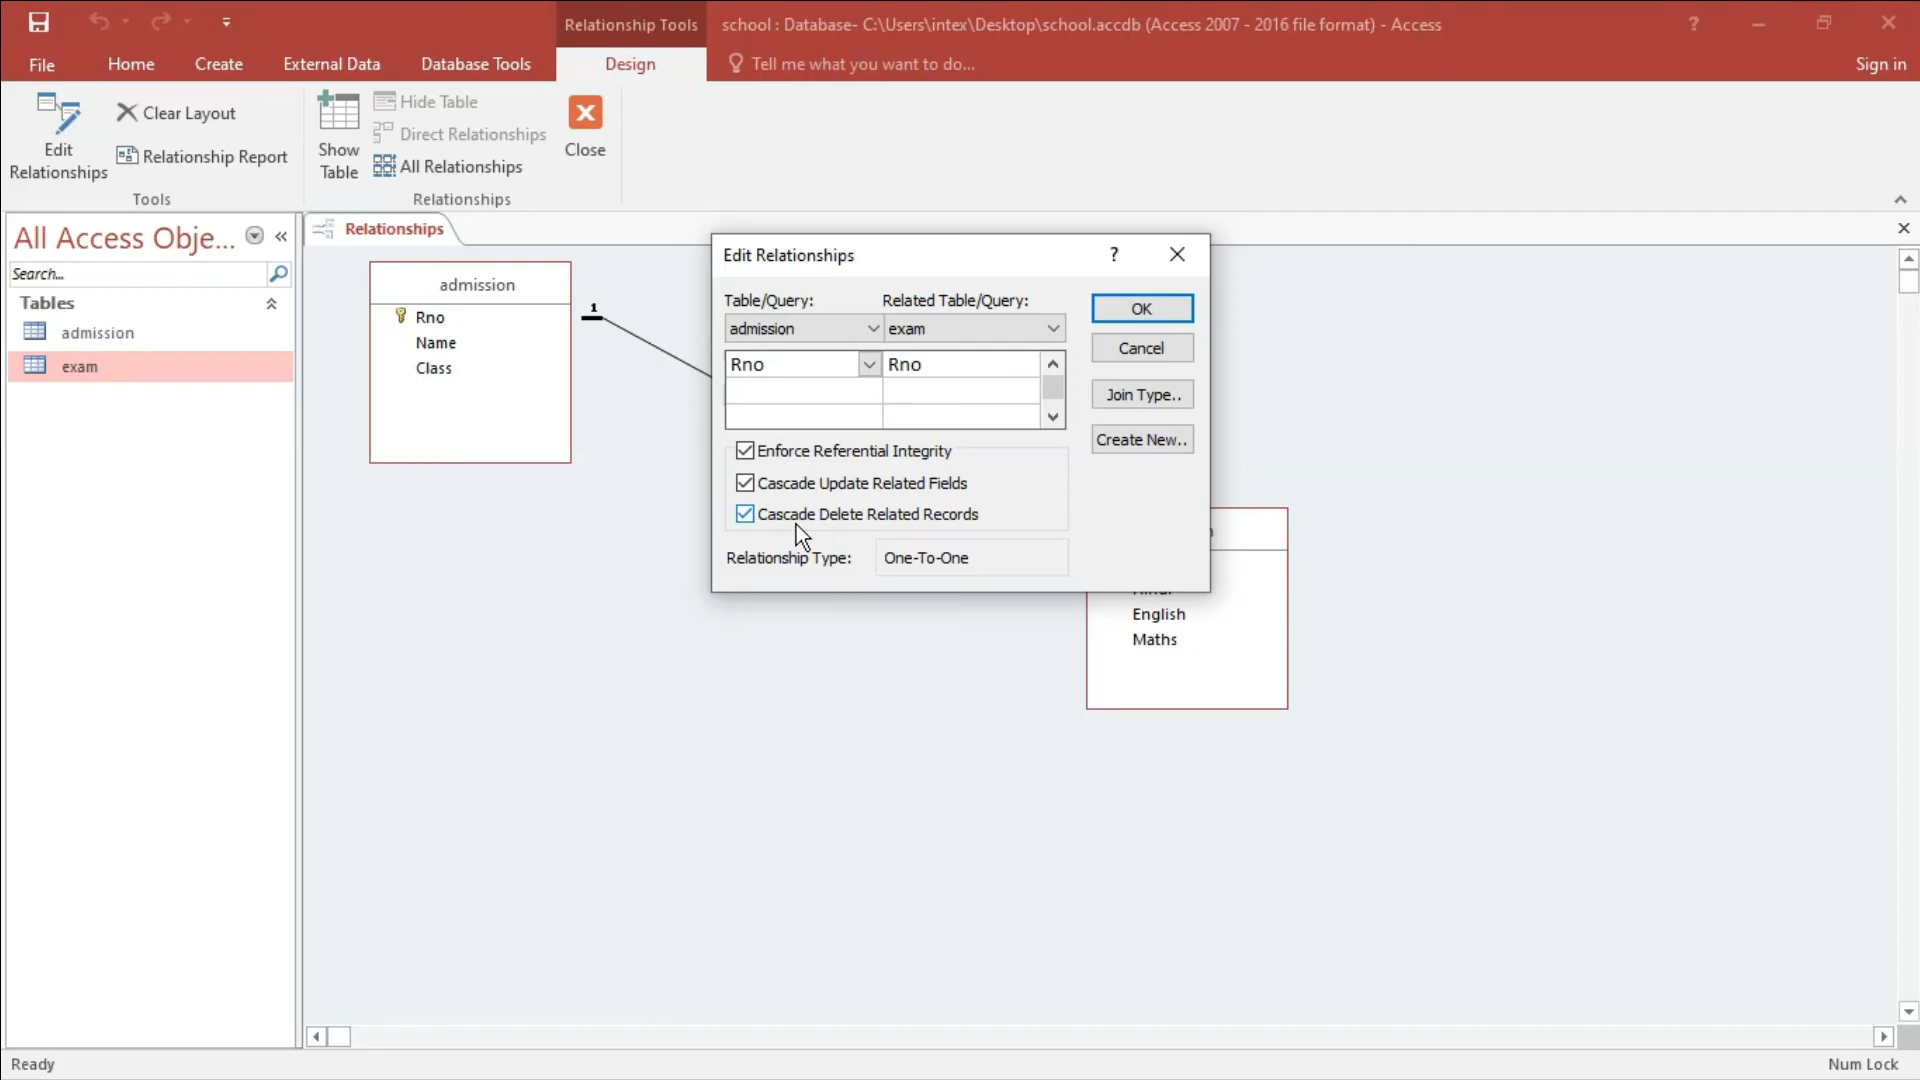 Relationship Tools
school : Database- C:\Users\intex\Desktop\school.accdb (Access 2007 - 2016 file format) - Access
?
File
Home
Create
External Data
Database Tools
Design
Tell me what you want to do...
Sign in
Edit
Relationships
Clear Layout
Relationship Report
Tools
Show
Table
Hide Table
Direct Relationships
All Relationships
Relationships
Close
All Access Obje...
Search...
Tables
admission
exam
Relationships
admission
Rno
Name
Class
1
Edit Relationships
?
Table/Query:
Related Table/Query:
admission
exam
Rno
Rno
Enforce Referential Integrity
Cascade Update Related Fields
Cascade Delete Related Records
Relationship Type:
One-To-One
OK
Cancel
Join Type..
Create New..
English
Maths
Ready
Num Lock